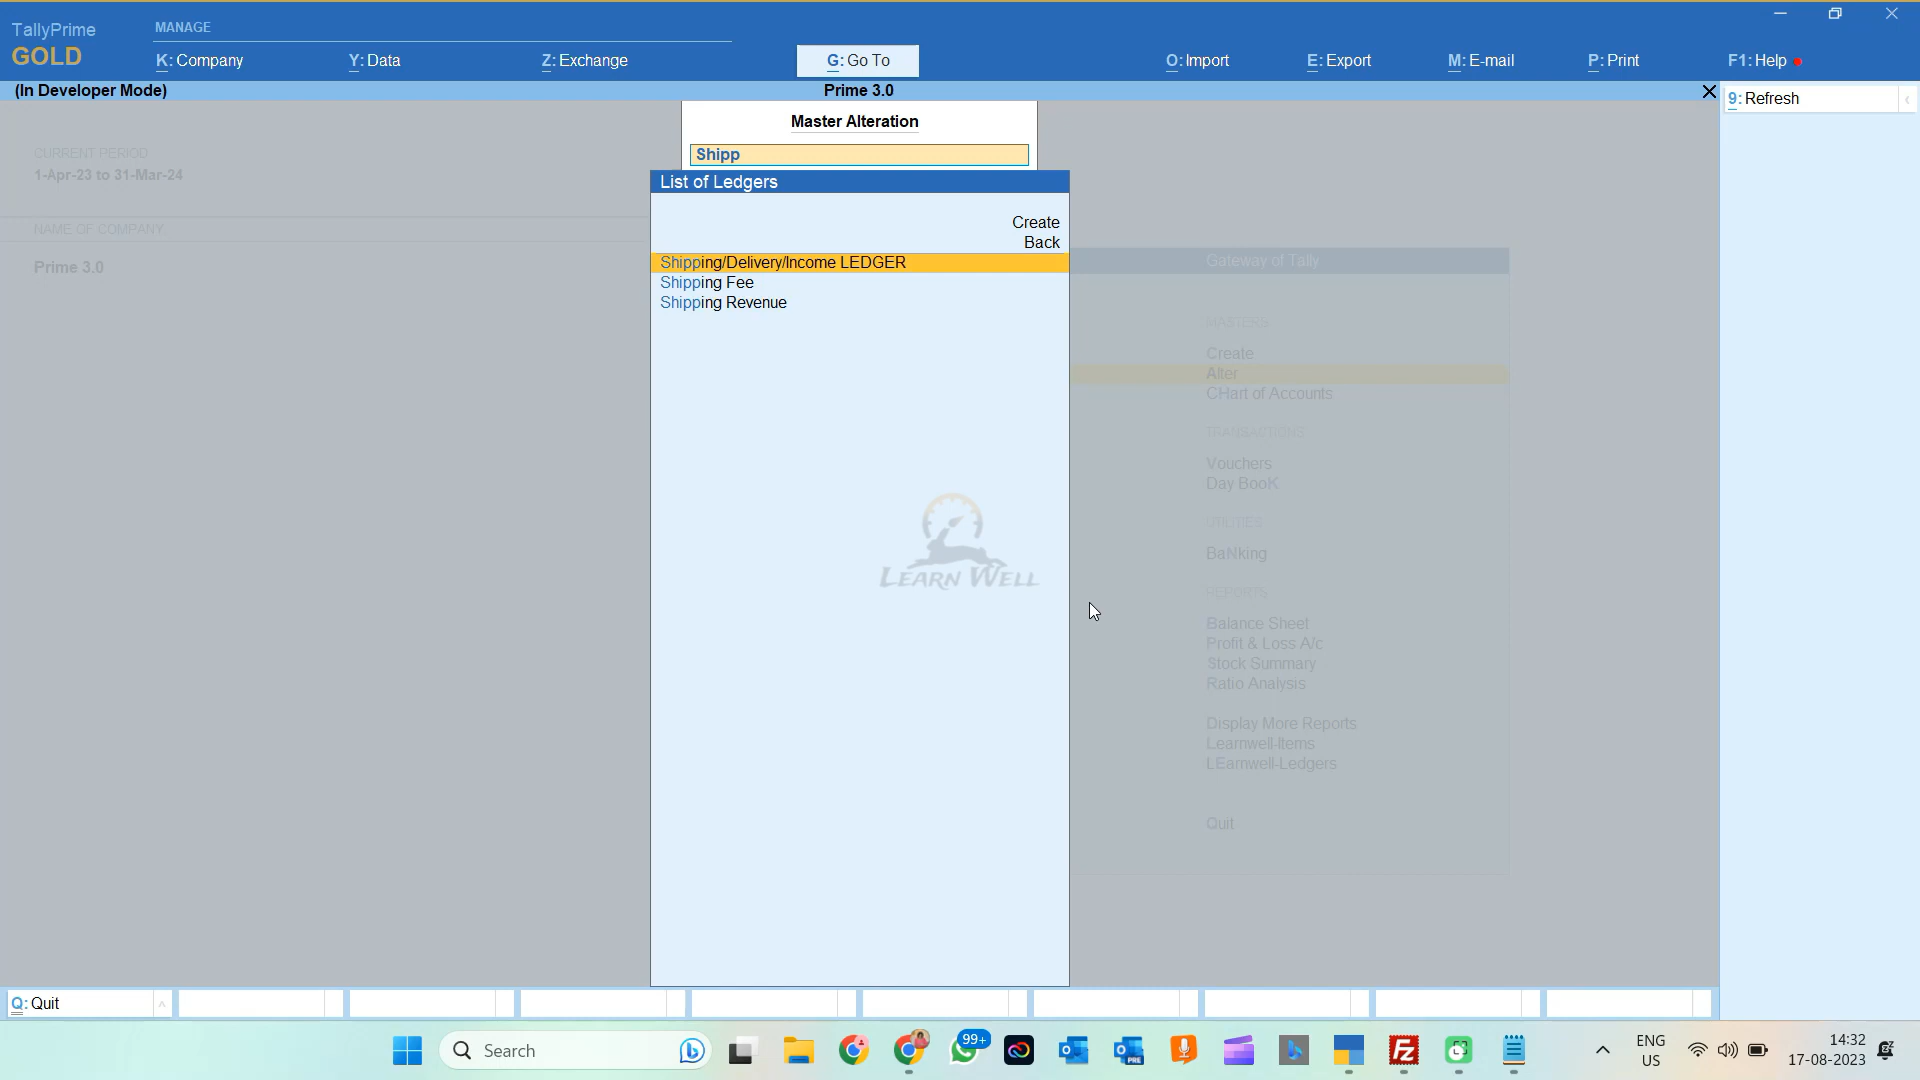 TallyPrime
GOLD
MANAGE
K: Company
Y: Data
Z: Exchange
G: Go To
O: Import
E: Export
M: E-mail
P: Print
F1: Help
(In Developer Mode)
Prime 3.0
9: Refresh
CURRENT PERIOD
1-Apr-23 to 31-Mar-24
NAME OF COMPANY
Prime 3.0
Master Alteration
Shipp
List of Ledgers
Create
Back
Shipping/Delivery/Income LEDGER
Shipping Fee
Shipping Revenue
LEARN WELL
Gateway of Tally
MASTERS
Create
Alter
CHart of Accounts
TRANSACTIONS
Vouchers
Day BooK
UTILITIES
BaNking
REPORTS
Balance Sheet
Profit & Loss A/c
Stock Summary
Ratio Analysis
Display More Reports
Learnwell-Items
LEarnwell-Ledgers
Quit
Q: Quit
Search
99+
PRE
ENG
US
14:32
17-08-2023